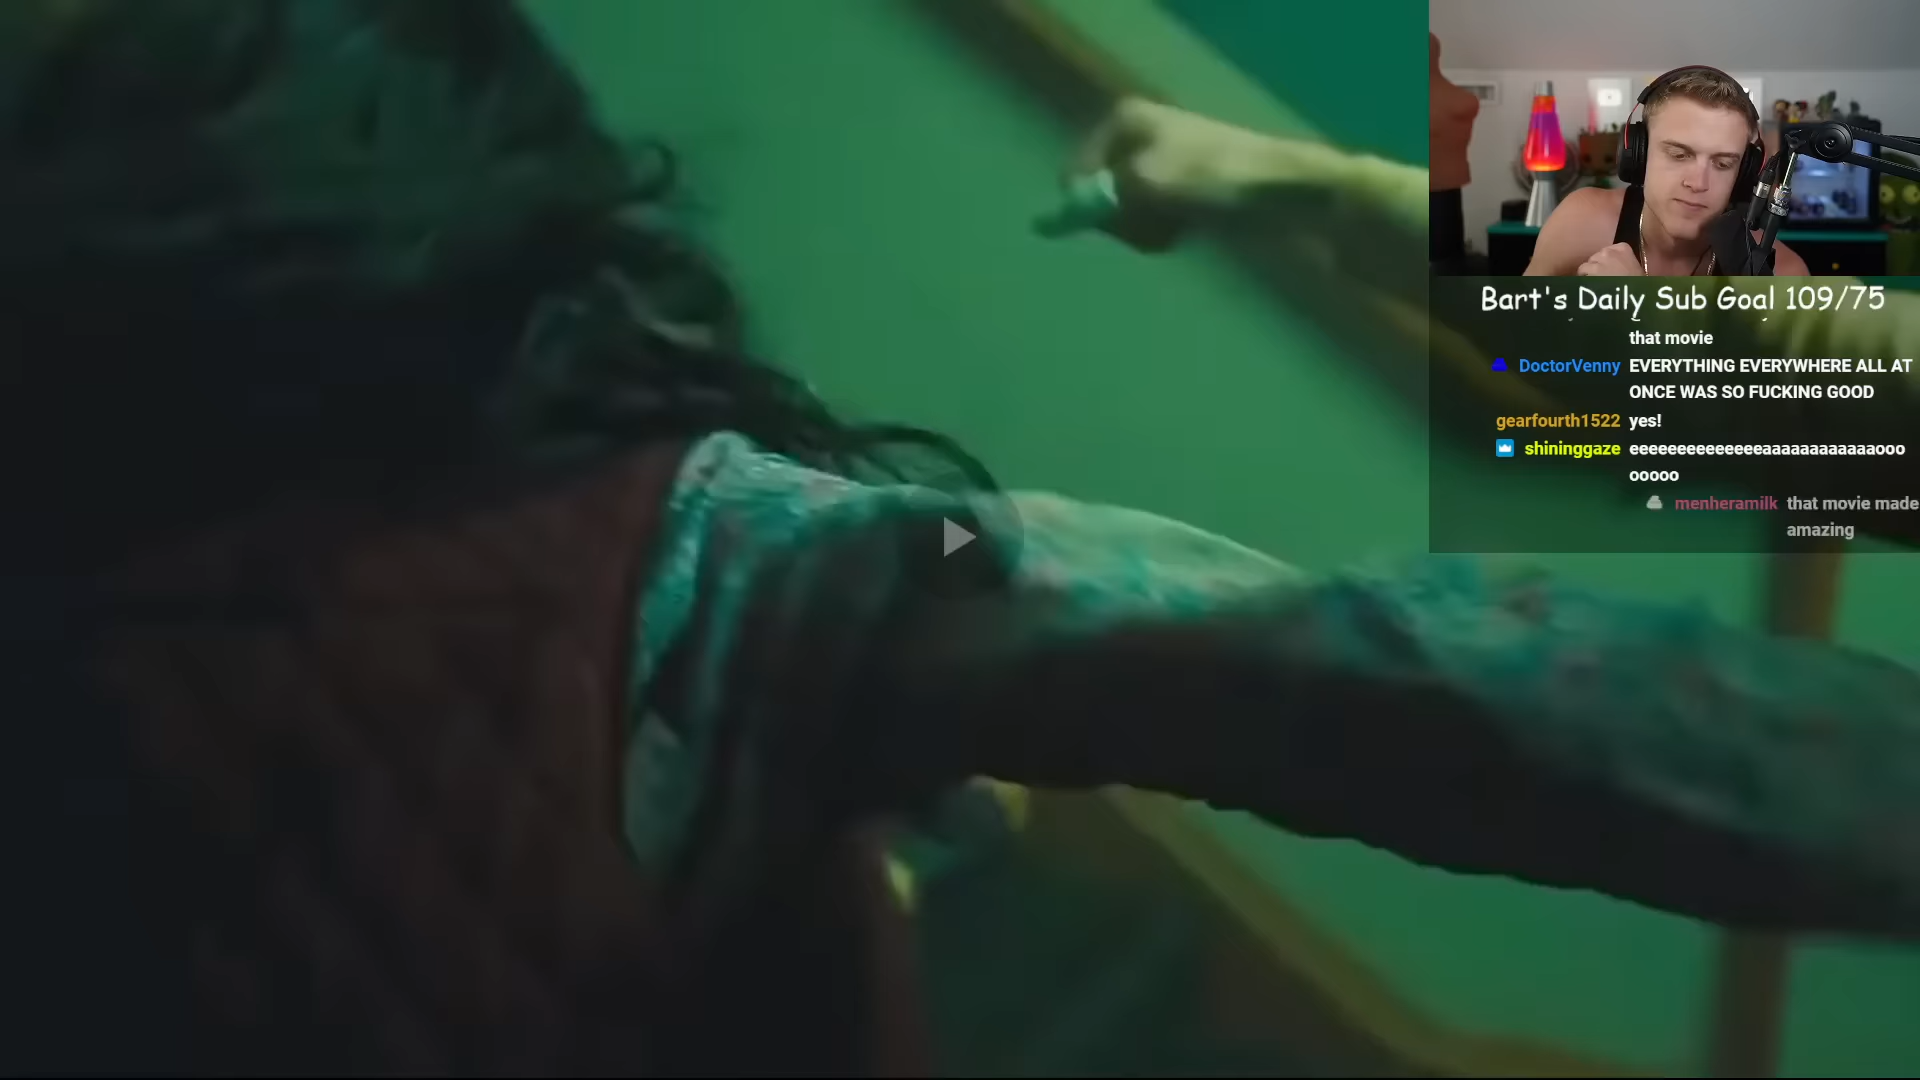 Bart's Daily Sub Goal 109/75
that movie
DoctorVenny EVERYTHING EVERYWHERE ALL AT
ONCE WAS SO FUCKING GOOD
gearfourth1522 yes!
shininggaze eeeeeeeeeeeeeeaaaaaaaaaaaaooo
ooooo
menheramilk that movie made
amazing